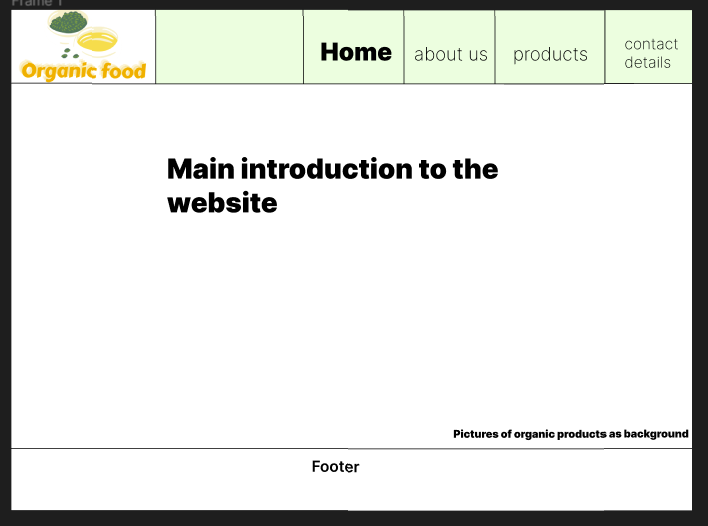 Frame 1
Organic food
Home
about us
products
contact
details
Main introduction to the
website
Pictures of organic products as background
Footer